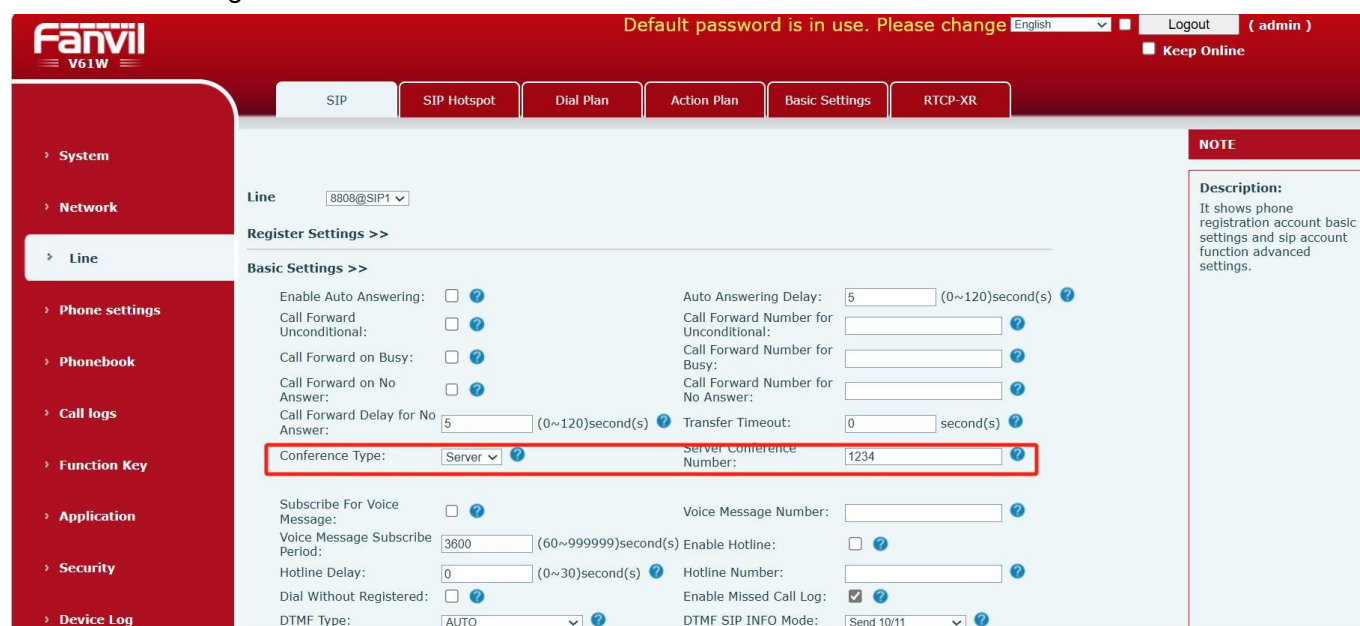 Default password is in use. Please change English Logout ( admin )
Fanvil
V61W
Keep Online
SIP SIP Hotspot Dial Plan Action Plan Basic Settings RTCP-XR
System
Network
Line
Phone settings
Phonebook
Call logs
Function Key
Application
Security
Device Log
Line 8808@SIP1
Register Settings >>
Basic Settings >>
Enable Auto Answering: Auto Answering Delay: 5 (0~120)second(s)
Call Forward Unconditional: Call Forward Number for Unconditional:
Call Forward on Busy: Call Forward Number for Busy:
Call Forward on No Answer: Call Forward Number for No Answer:
Call Forward Delay for No Answer: 5 (0~120)second(s) Transfer Timeout: 0 second(s)
Conference Type: Server Server Conference Number: 1234
Subscribe For Voice Message: Voice Message Number:
Voice Message Subscribe Period: 3600 (60~999999)second(s) Enable Hotline:
Hotline Delay: 0 (0~30)second(s) Hotline Number:
Dial Without Registered: Enable Missed Call Log:
DTMF Type: AUTO DTMF SIP INFO Mode: Send 10/11
NOTE
Description:
It shows phone
registration account basic
settings and sip account
function advanced
settings.